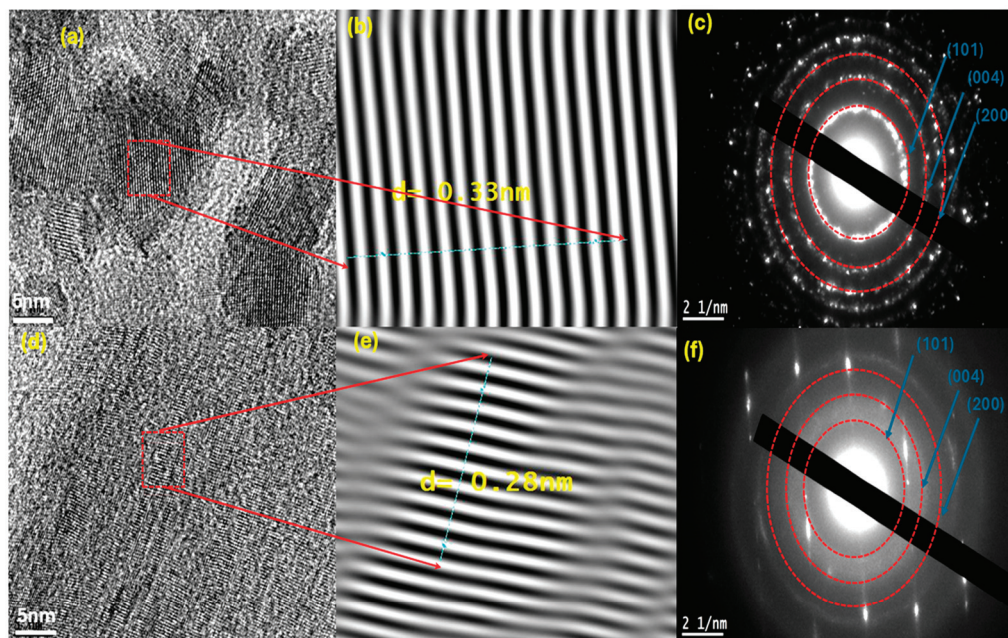 (a)
5nm
(b)
d= 0.33nm
(c)
(101)
(004)
(200)
2 1/nm
(d)
5nm
(e)
d= 0.28nm
(f)
(101)
(004)
(200)
2 1/nm